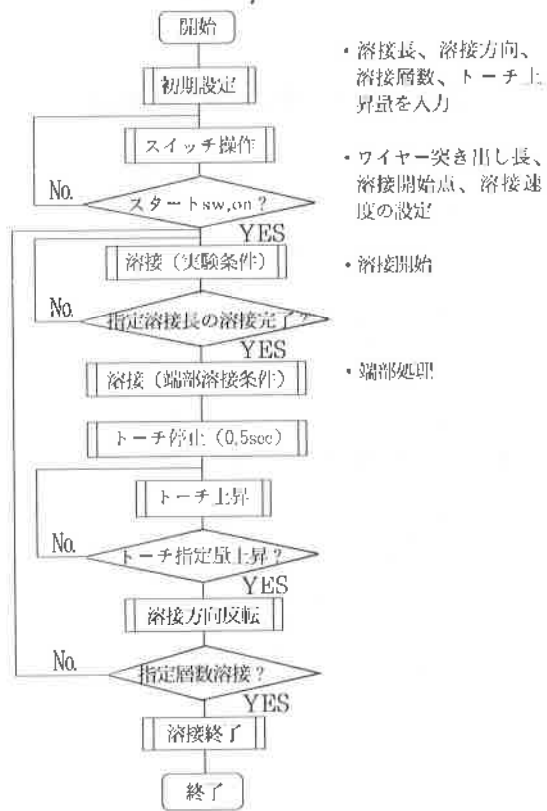 開始
・溶接長、溶接方向、
溶接層数、トーチ上
昇量を入力
初期設定
スイッチ操作
・ワイヤー突き出し長、
溶接開始点、溶接速
度の設定
No.
スタートsw,on?
YES
溶接（実験条件）
・溶接開始
No.
指定溶接長の溶接完了?
YES
溶接（端部溶接条件）
・端部処理
トーチ停止（0.5sec）
トーチ上昇
No.
トーチ指定量上昇?
YES
溶接方向反転
No.
指定層数溶接?
YES
溶接終了
終了